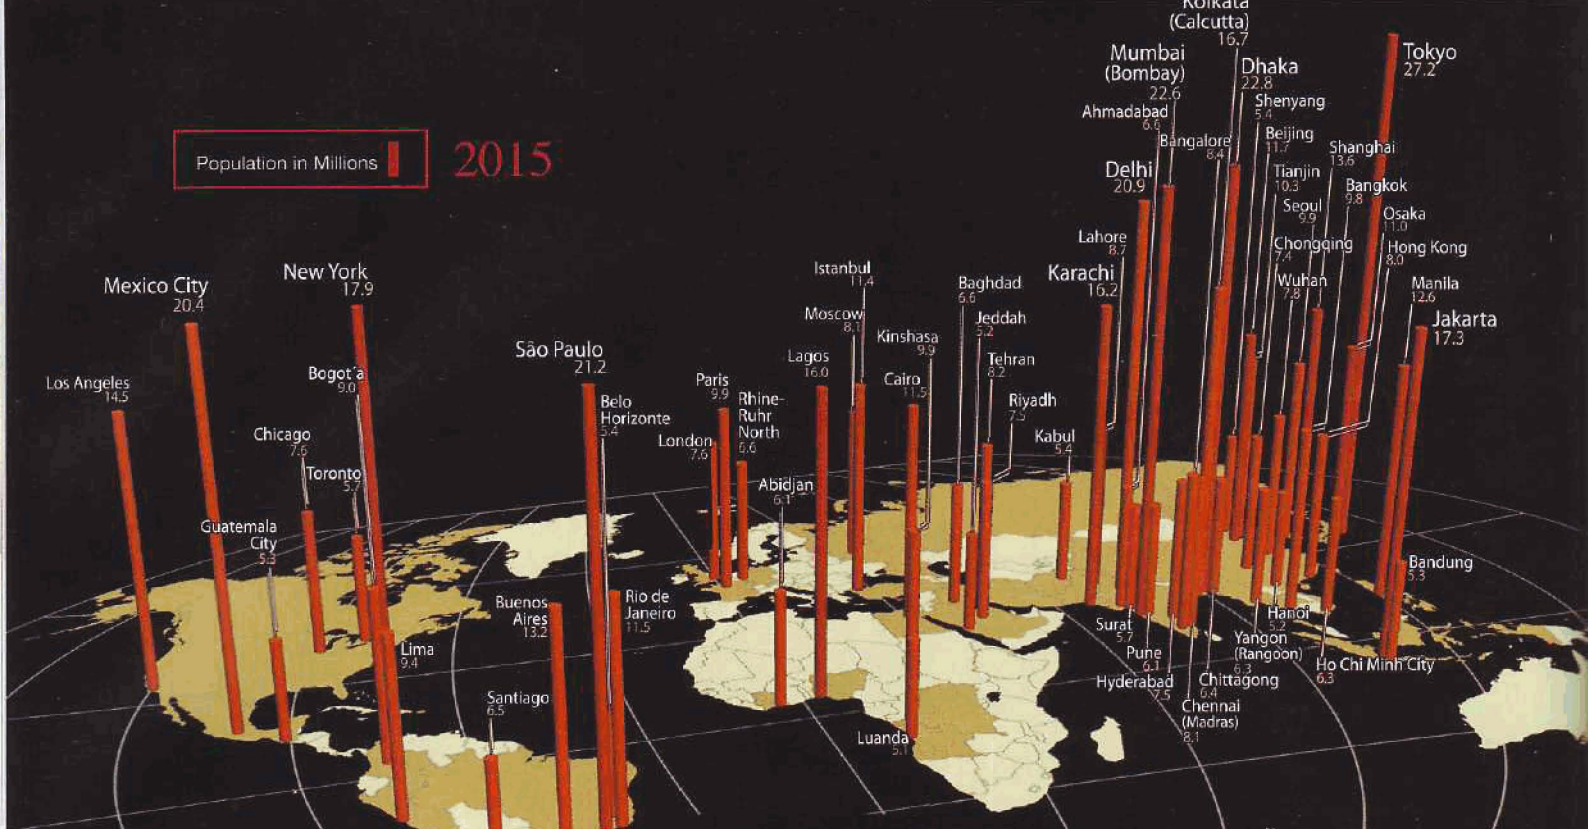 Population in Millions
2015
Los Angeles
14.5
Mexico City
20.4
Guatemala
City
5.3
Chicago
7.6
New York
17.9
Bogot´a
9.0
Toronto
5.7
Lima
9.4
Santiago
6.5
Buenos
Aires
13.2
São Paulo
21.2
Belo
Horizonte
5.4
Rio de
Janeiro
11.5
London
7.6
Paris
9.9
Rhine-
Ruhr
North
6.6
Abidjan
6.1
Lagos
16.0
Istanbul
11.4
Moscow
8.1
Kinshasa
9.9
Cairo
11.5
Luanda
5.1
Baghdad
6.6
Jeddah
5.2
Tehran
8.2
Riyadh
7.5
Kabul
5.4
Karachi
16.2
Lahore
8.7
Delhi
20.9
Ahmadabad
6.6
Mumbai
(Bombay)
22.6
Bangalore
8.4
Kolkata
(Calcutta)
16.7
Dhaka
22.8
Shenyang
5.4
Beijing
11.7
Tianjin
10.3
Seoul
9.9
Chongqing
7.4
Wuhan
7.8
Shanghai
13.6
Bangkok
9.8
Osaka
11.0
Hong Kong
8.0
Manila
12.6
Tokyo
27.2
Jakarta
17.3
Bandung
5.3
Surat
5.7
Pune
6.1
Hyderabad
7.5
Chennai
(Madras)
8.1
Chittagong
6.4
Yangon
(Rangoon)
6.3
Hanoi
5.2
Ho Chi Minh City
6.3